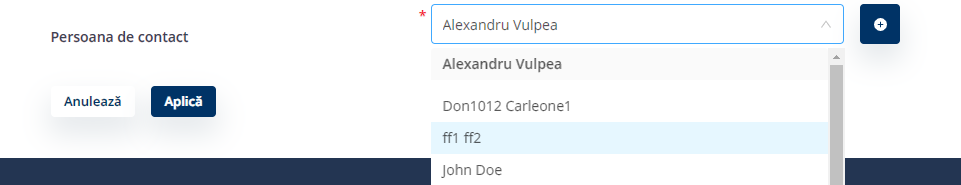 * Alexandru Vulpea
Persoana de contact
Alexandru Vulpea
Anulează Aplică
Don1012 Carleone1
ff1 ff2
John Doe